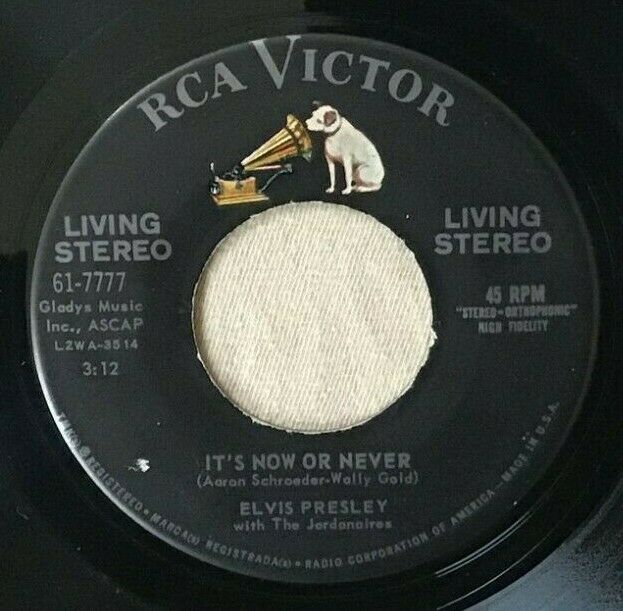 RCA VICTOR
LIVING STEREO
LIVING STEREO
61-7777
Gladys Music
Inc., ASCAP
L2WA-3514
3:12
45 RPM
"STEREO-ORTHOPHONIC"
HIGH FIDELITY
IT'S NOW OR NEVER
(Aaron Schroeder-Wally Gold)
ELVIS PRESLEY
with The Jordanaires
TMK(s) ® REGISTERED • MARCA(s) REGISTRADA(s) • RADIO CORPORATION OF AMERICA — MADE IN U.S.A.